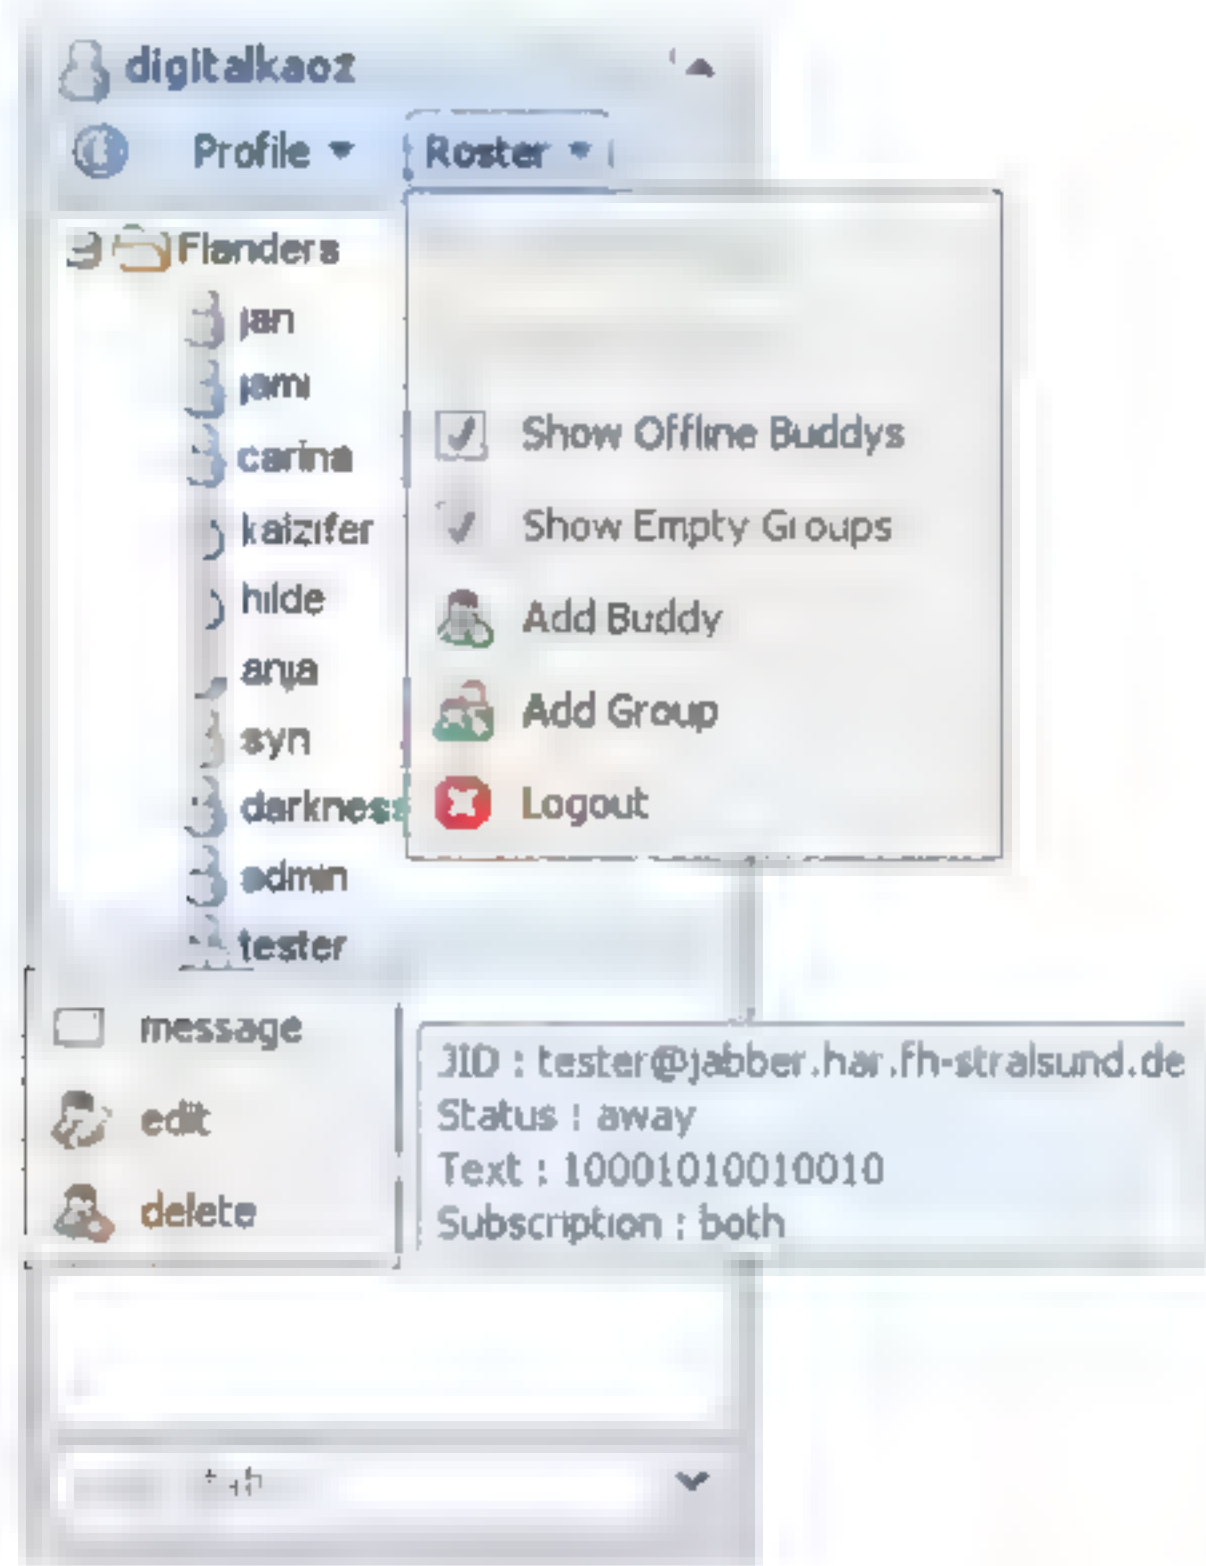 digitalkaoz
Profile Roster
Flanders
jan
jami
carina
kaizifer
hilde
anja
syn
darkness
admin
tester
Show Offline Buddys
Show Empty Groups
Add Buddy
Add Group
Logout
message
edit
delete
JID : tester@jabber.har.fh-stralsund.de
Status : away
Text : 10001010010010
Subscription : both